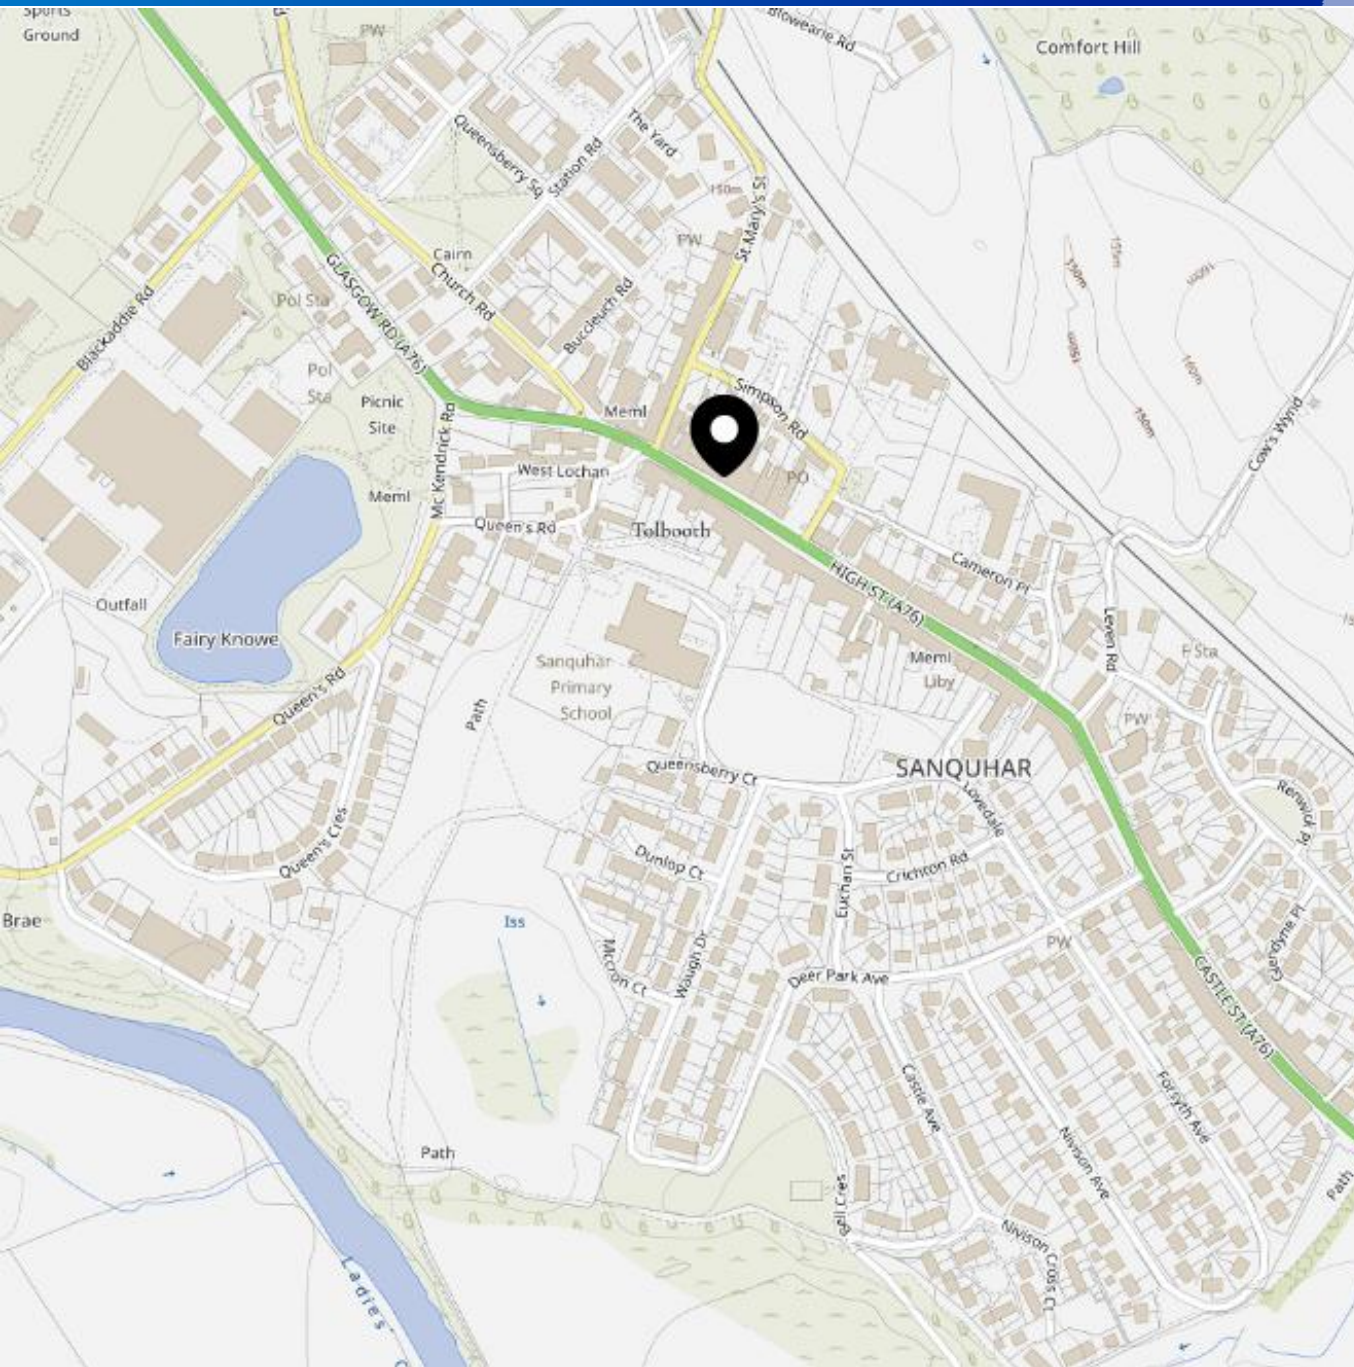 Sports
Ground
PW
Blowearie Rd
Comfort Hill
The Yard
Queensberry Sq
Station Rd
150m
St Mary's St
PW
Cairn
Church Rd
GLASGOW RD (A76)
Pol Sta
Buccleuch Rd
Blackaddie Rd
Pol
Sta
Picnic
Site
Meml
Simpson Rd
150m
160m
150m
Mc Kendrick Rd
West Lochan
PO
Cow's Wynd
Meml
Queen's Rd
Tolbooth
HIGH ST (A76)
Cameron Pl
Outfall
Fairy Knowe
Leven Rd
Sanquhar
Primary
School
Meml
Liby
F Sta
Queen's Rd
Path
PW
Queensberry Ct
SANQUHAR
Lovedale
Renwick Pl
Queen's Cres
Dunlop Ct
Crichton Rd
Euchan St
Brae
Iss
Mccron Ct
Waugh Dr
Deer Park Ave
PW
Glendyne Pl
CASTLE ST (A76)
Castle Ave
Forsyth Ave
Nivison Ave
Path
Path
Bell Cres
Nivison Cross Ct
Ladies'